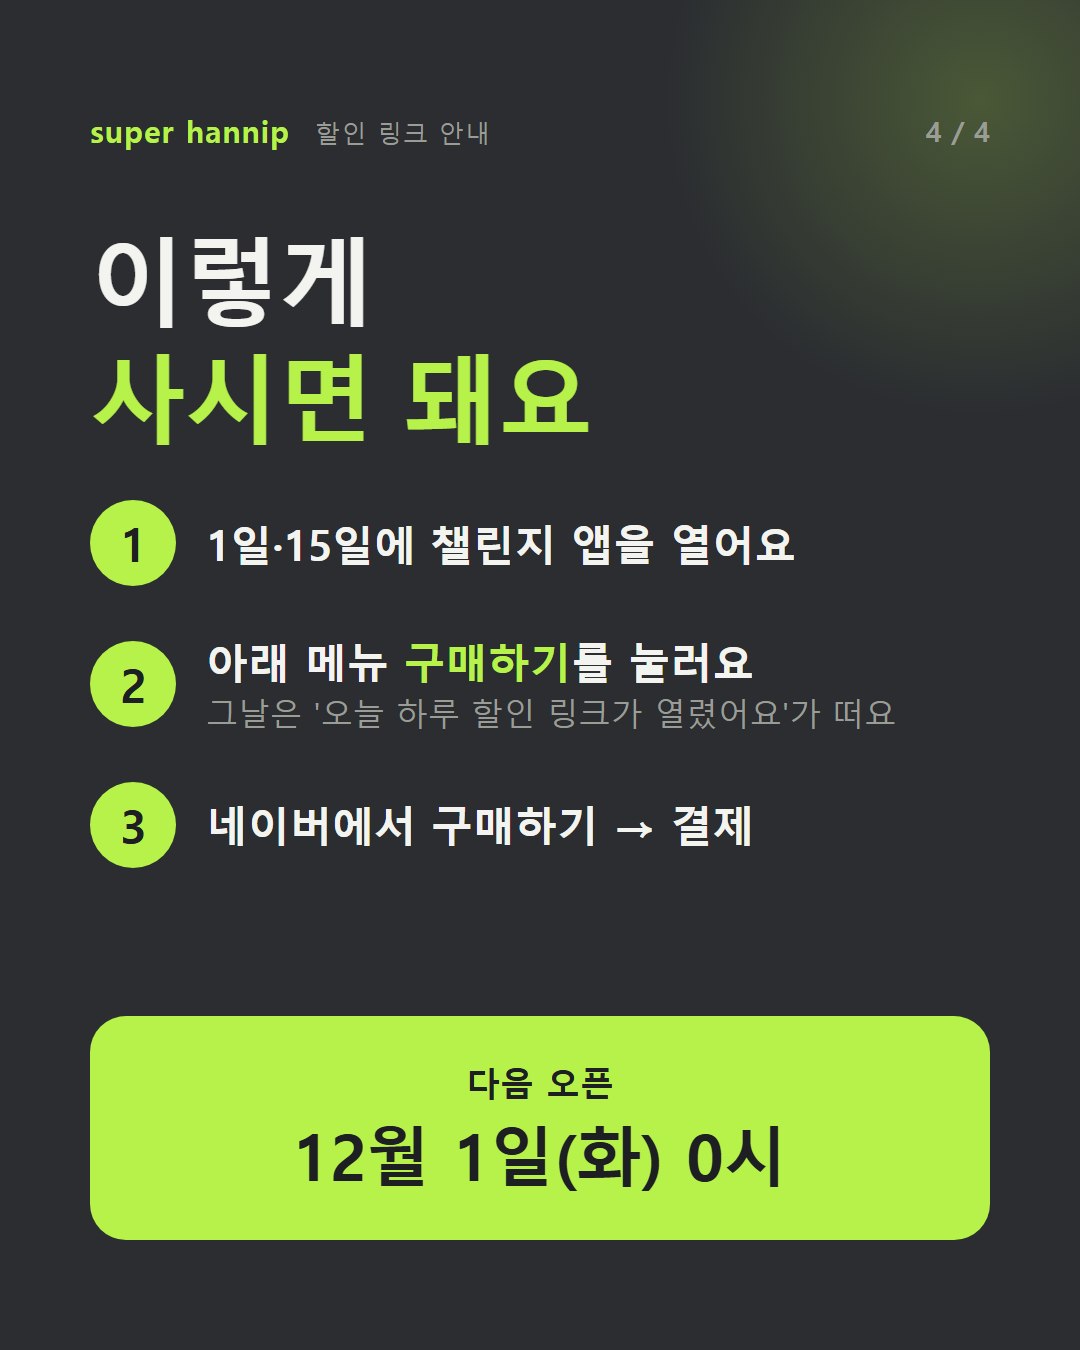 super hannip 할인 링크 안내
4 / 4
이렇게
사시면 돼요
1
1일·15일에 챌린지 앱을 열어요
2
아래 메뉴 구매하기를 눌러요
그날은 '오늘 하루 할인 링크가 열렸어요'가 떠요
3
네이버에서 구매하기 → 결제
다음 오픈
12월 1일(화) 0시